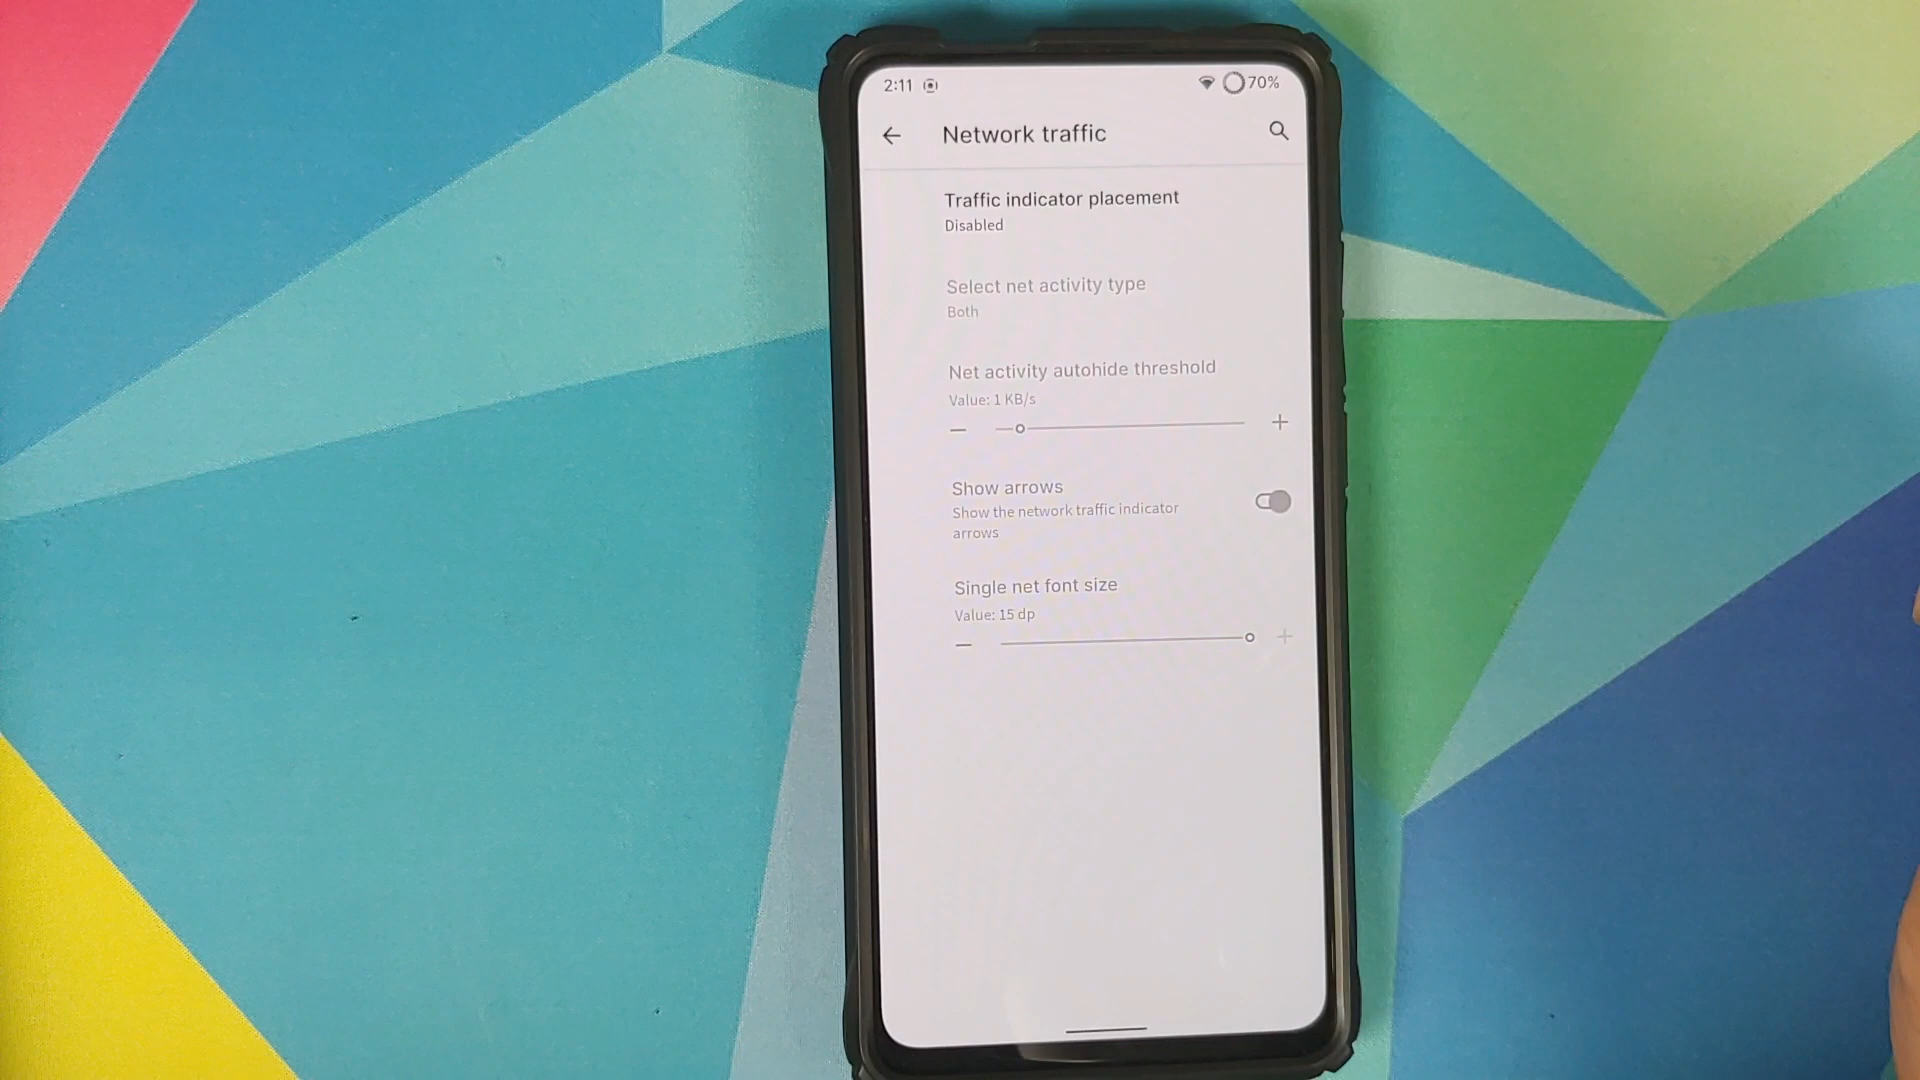 2:11
70%
Network traffic
Traffic indicator placement
Disabled
Select net activity type
Both
Net activity autohide threshold
Value: 1 KB/s
Show arrows
Show the network traffic indicator
arrows
Single net font size
Value: 15 dp